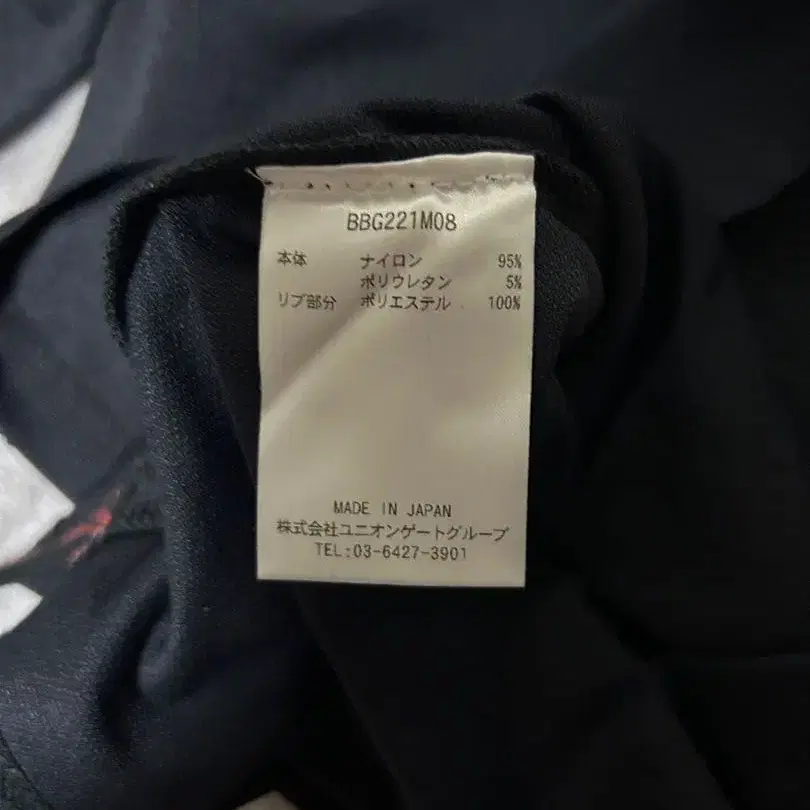 BBG221M08
本体 ナイロン 95%
ポリウレタン 5%
リブ部分 ポリエステル 100%
MADE IN JAPAN
株式会社ユニオンゲートグループ
TEL:03-6427-3901